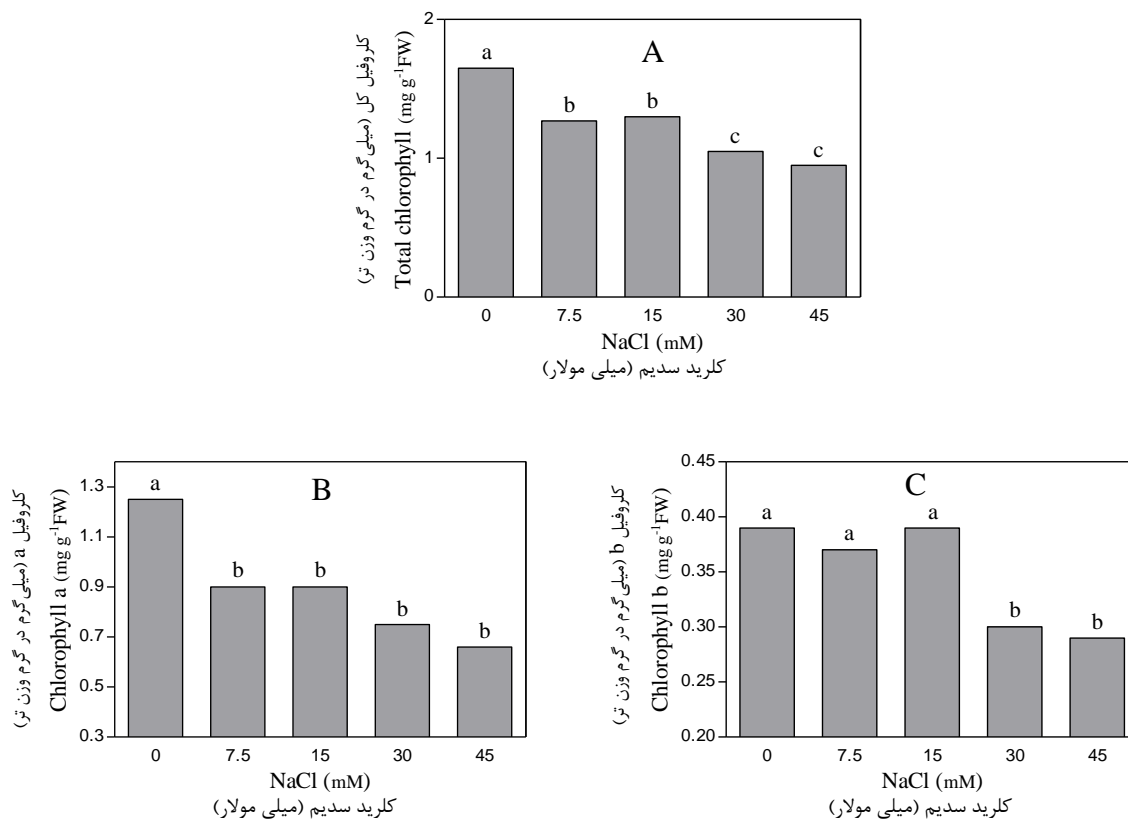 کلروفیل کل (میلی‌گرم در گرم وزن تر)
Total chlorophyll (mg g⁻¹FW)
2
1
0
A
a
b
b
c
c
0 7.5 15 30 45
NaCl (mM)
کلرید سدیم (میلی مولار)
کلروفیل a (میلی‌گرم در گرم وزن تر)
Chlorophyll a (mg g⁻¹FW)
1.3
1.1
0.9
0.7
0.5
0.3
B
a
b
b
b
b
0 7.5 15 30 45
NaCl (mM)
کلرید سدیم (میلی مولار)
کلروفیل b (میلی‌گرم در گرم وزن تر)
Chlorophyll b (mg g⁻¹FW)
0.45
0.40
0.35
0.30
0.25
0.20
C
a
a
a
b
b
0 7.5 15 30 45
NaCl (mM)
کلرید سدیم (میلی مولار)